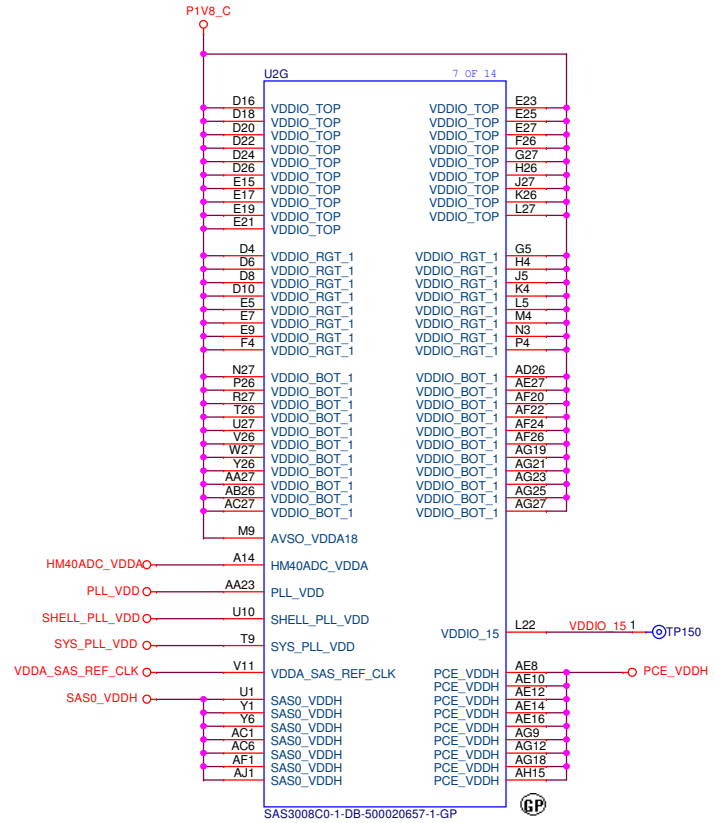 P1V8_C
U2G 7 OF 14
D16 VDDIO_TOP VDDIO_TOP E23
D18 VDDIO_TOP VDDIO_TOP E25
D20 VDDIO_TOP VDDIO_TOP E27
D22 VDDIO_TOP VDDIO_TOP F26
D24 VDDIO_TOP VDDIO_TOP G27
D26 VDDIO_TOP VDDIO_TOP H26
E15 VDDIO_TOP VDDIO_TOP J27
E17 VDDIO_TOP VDDIO_TOP K26
E19 VDDIO_TOP VDDIO_TOP L27
E21 VDDIO_TOP
D4 VDDIO_RGT_1 VDDIO_RGT_1 G5
D6 VDDIO_RGT_1 VDDIO_RGT_1 H4
D8 VDDIO_RGT_1 VDDIO_RGT_1 J5
D10 VDDIO_RGT_1 VDDIO_RGT_1 K4
E5 VDDIO_RGT_1 VDDIO_RGT_1 L5
E7 VDDIO_RGT_1 VDDIO_RGT_1 M4
E9 VDDIO_RGT_1 VDDIO_RGT_1 N3
F4 VDDIO_RGT_1 VDDIO_RGT_1 P4
N27 VDDIO_BOT_1 VDDIO_BOT_1 AD26
P26 VDDIO_BOT_1 VDDIO_BOT_1 AE27
R27 VDDIO_BOT_1 VDDIO_BOT_1 AF20
T26 VDDIO_BOT_1 VDDIO_BOT_1 AF22
U27 VDDIO_BOT_1 VDDIO_BOT_1 AF24
V26 VDDIO_BOT_1 VDDIO_BOT_1 AF26
W27 VDDIO_BOT_1 VDDIO_BOT_1 AG19
Y26 VDDIO_BOT_1 VDDIO_BOT_1 AG21
AA27 VDDIO_BOT_1 VDDIO_BOT_1 AG23
AB26 VDDIO_BOT_1 VDDIO_BOT_1 AG25
AC27 VDDIO_BOT_1 VDDIO_BOT_1 AG27
M9 AVSO_VDDA18
HM40ADC_VDDA A14 HM40ADC_VDDA
PLL_VDD AA23 PLL_VDD
SHELL_PLL_VDD U10 SHELL_PLL_VDD
VDDIO_15 L22 VDDIO_15 1 TP150
SYS_PLL_VDD T9 SYS_PLL_VDD
VDDA_SAS_REF_CLK V11 VDDA_SAS_REF_CLK PCE_VDDH AE8 PCE_VDDH
PCE_VDDH AE10
SAS0_VDDH U1 SAS0_VDDH PCE_VDDH AE12
Y1 SAS0_VDDH PCE_VDDH AE14
Y6 SAS0_VDDH PCE_VDDH AE16
AC1 SAS0_VDDH PCE_VDDH AG9
AC6 SAS0_VDDH PCE_VDDH AG12
AF1 SAS0_VDDH PCE_VDDH AG18
AJ1 SAS0_VDDH PCE_VDDH AH15
SAS3008C0-1-DB-500020657-1-GP GP